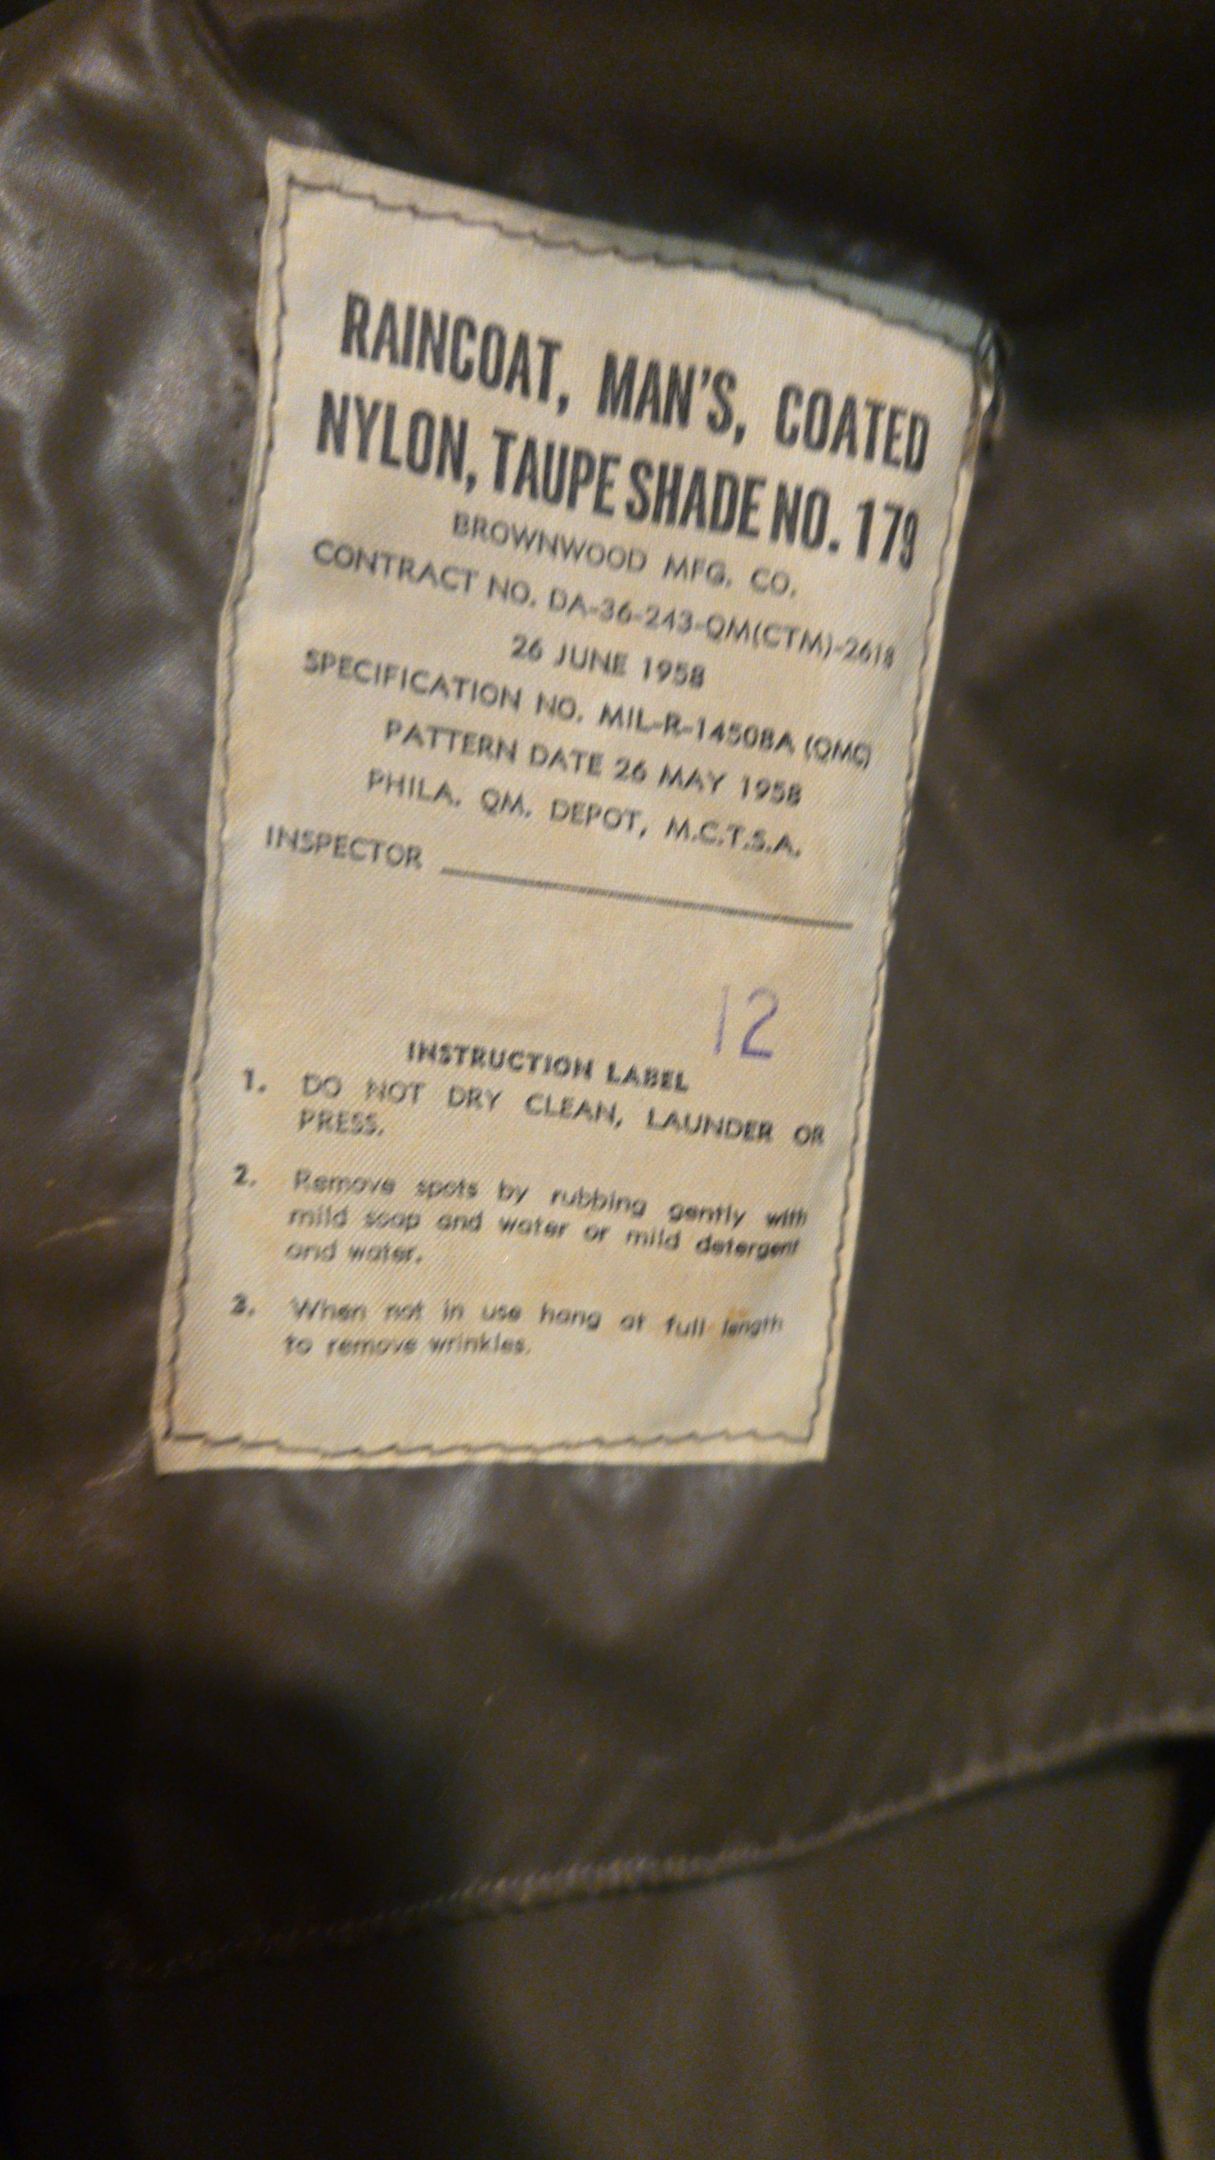 RAINCOAT, MAN'S, COATED
NYLON, TAUPE SHADE NO. 179
BROWNWOOD MFG. CO.
CONTRACT NO. DA-36-243-QM(CTM)-2618
26 JUNE 1958
SPECIFICATION NO. MIL-R-14508A (QMC)
PATTERN DATE 26 MAY 1958
PHILA. QM. DEPOT, M.C.T.S.A.
INSPECTOR
12
INSTRUCTION LABEL
1. DO NOT DRY CLEAN, LAUNDER OR
PRESS.
2. Remove spots by rubbing gently with
mild soap and water or mild detergent
and water.
3. When not in use hang at full length
to remove wrinkles.